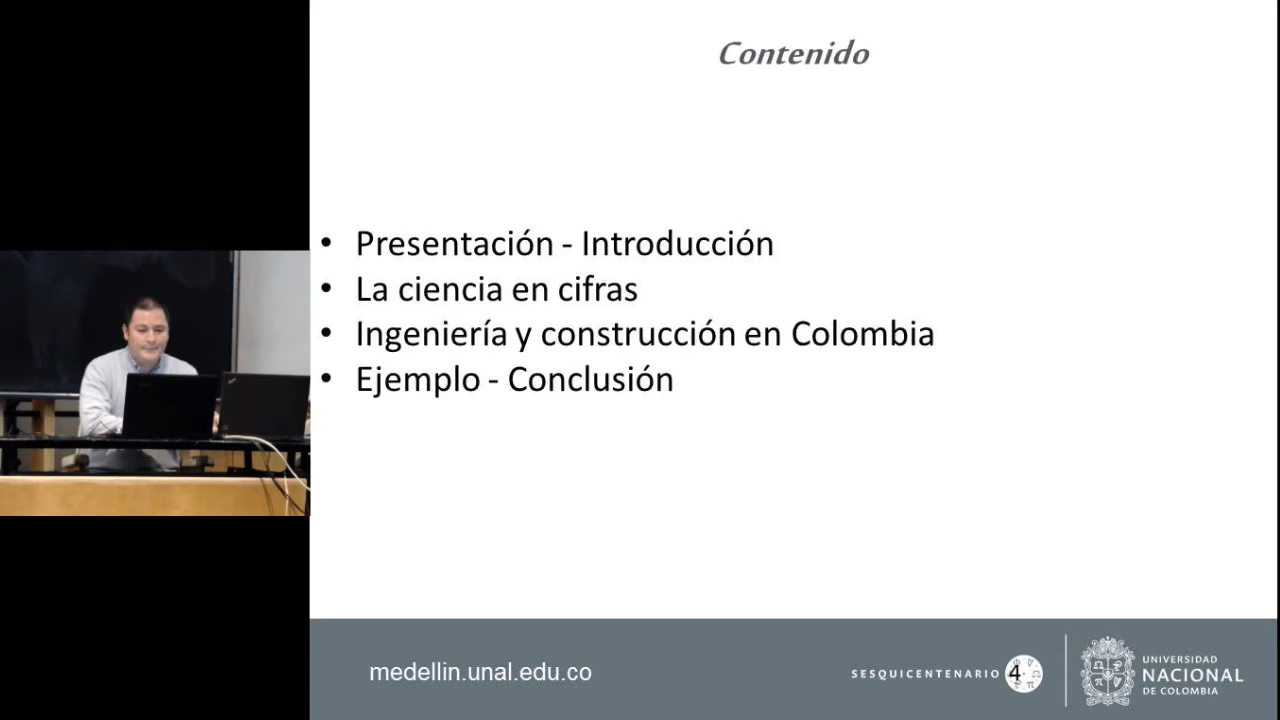 Contenido
• Presentación - Introducción
• La ciencia en cifras
• Ingeniería y construcción en Colombia
• Ejemplo - Conclusión
medellin.unal.edu.co
SESQUICENTENARIO 4
UNIVERSIDAD
NACIONAL
DE COLOMBIA